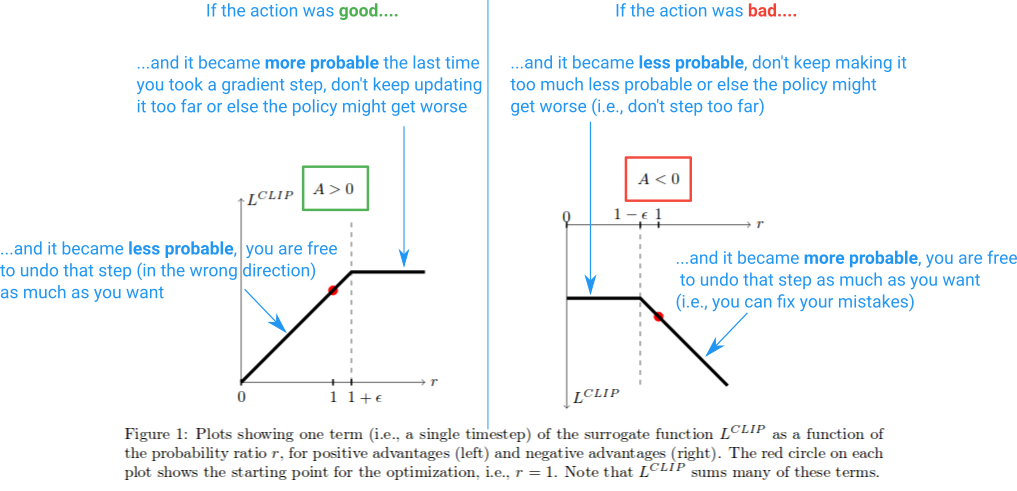 If the action was good....
...and it became more probable the last time
you took a gradient step, don't keep updating
it too far or else the policy might get worse
A > 0
L^{CLIP}
...and it became less probable, you are free
to undo that step (in the wrong direction)
as much as you want
r
0
1
1 + ϵ
If the action was bad....
...and it became less probable, don't keep making it
too much less probable or else the policy might
get worse (i.e., don't step too far)
A < 0
0
1 − ϵ
1
r
...and it became more probable, you are free
to undo that step as much as you want
(i.e., you can fix your mistakes)
L^{CLIP}
Figure 1: Plots showing one term (i.e., a single timestep) of the surrogate function L^{CLIP} as a function of
the probability ratio r, for positive advantages (left) and negative advantages (right). The red circle on each
plot shows the starting point for the optimization, i.e., r = 1. Note that L^{CLIP} sums many of these terms.